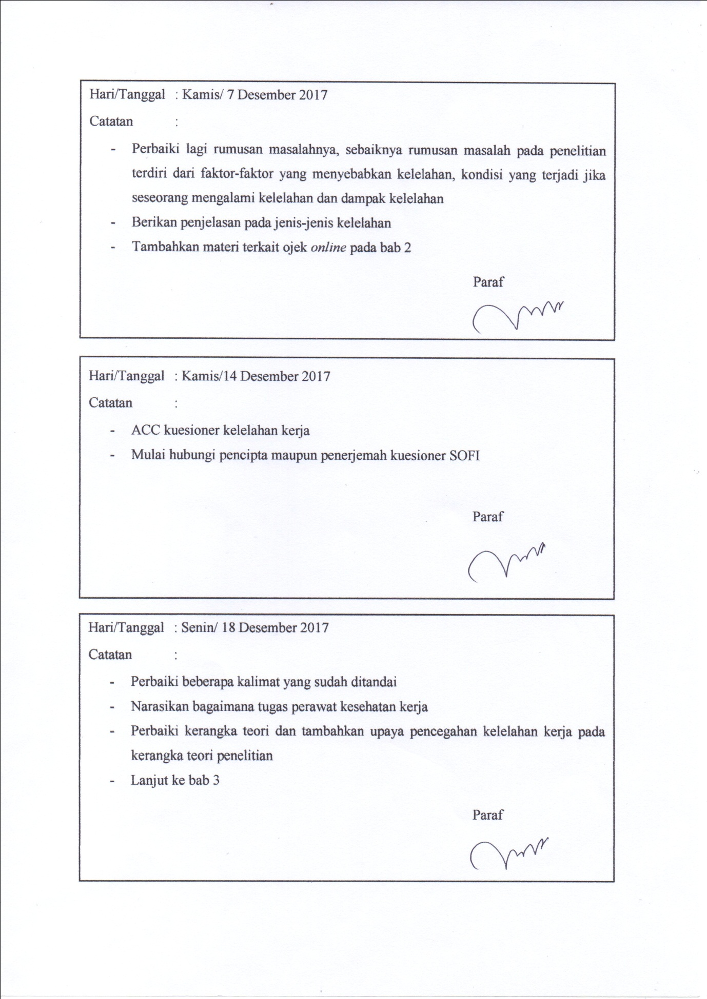 Hari/Tanggal : Kamis/ 7 Desember 2017
Catatan :
- Perbaiki lagi rumusan masalahnya, sebaiknya rumusan masalah pada penelitian
terdiri dari faktor-faktor yang menyebabkan kelelahan, kondisi yang terjadi jika
seseorang mengalami kelelahan dan dampak kelelahan
- Berikan penjelasan pada jenis-jenis kelelahan
- Tambahkan materi terkait ojek online pada bab 2
Paraf
Hari/Tanggal : Kamis/14 Desember 2017
Catatan :
- ACC kuesioner kelelahan kerja
- Mulai hubungi pencipta maupun penerjemah kuesioner SOFI
Paraf
Hari/Tanggal : Senin/ 18 Desember 2017
Catatan :
- Perbaiki beberapa kalimat yang sudah ditandai
- Narasikan bagaimana tugas perawat kesehatan kerja
- Perbaiki kerangka teori dan tambahkan upaya pencegahan kelelahan kerja pada
kerangka teori penelitian
- Lanjut ke bab 3
Paraf